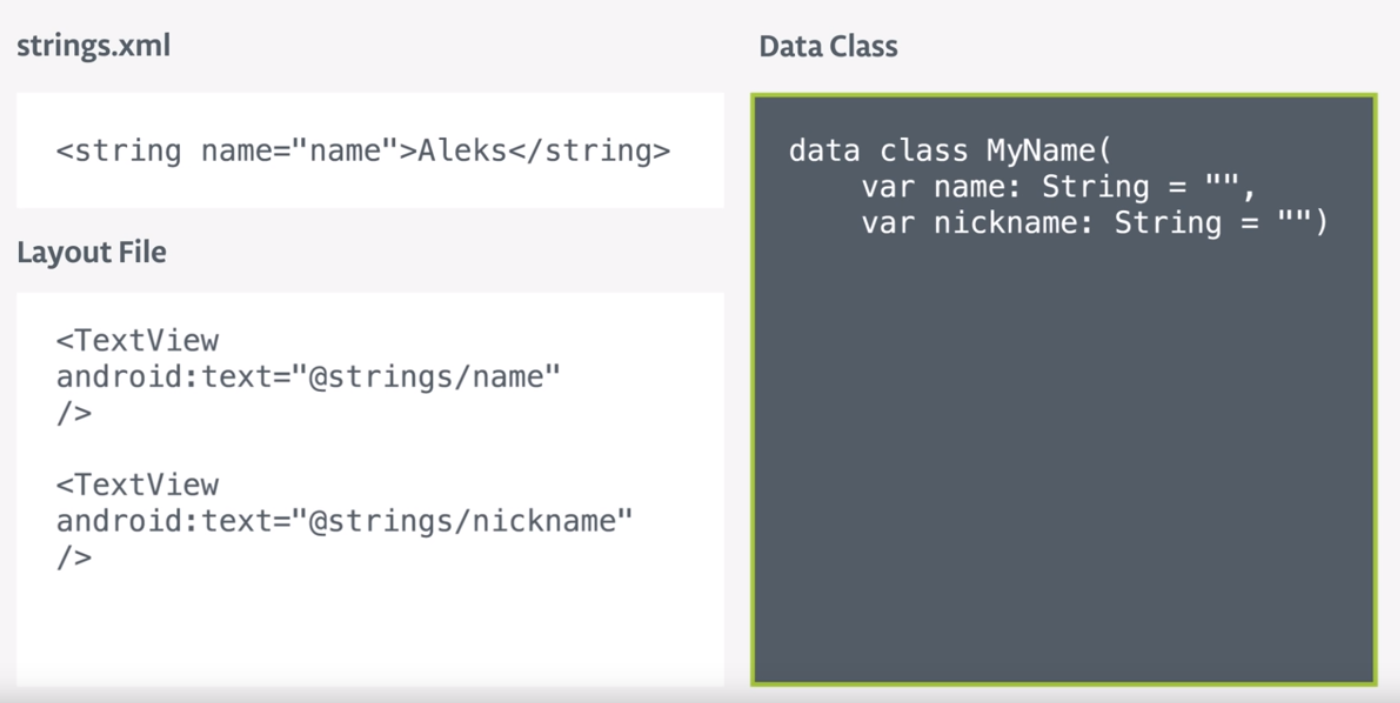 strings.xml
<string name="name">Aleks</string>
Layout File
<TextView
android:text="@strings/name"
/>
<TextView
android:text="@strings/nickname"
/>
Data Class
data class MyName(
    var name: String = "",
    var nickname: String = "")